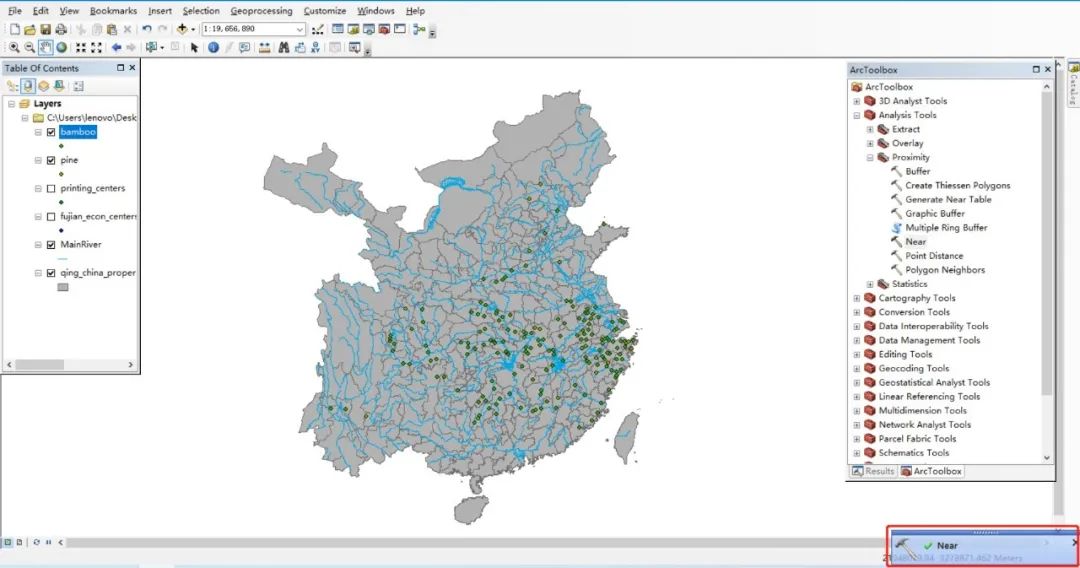 File Edit View Bookmarks Insert Selection Geoprocessing Customize Windows Help
1:19,656,890
Table Of Contents
Layers
C:\Users\lenovo\Desk
bamboo
pine
printing_centers
fujian_econ_centers
MainRiver
qing_china_proper
ArcToolbox
ArcToolbox
3D Analyst Tools
Analysis Tools
Extract
Overlay
Proximity
Buffer
Create Thiessen Polygons
Generate Near Table
Graphic Buffer
Multiple Ring Buffer
Near
Point Distance
Polygon Neighbors
Statistics
Cartography Tools
Conversion Tools
Data Interoperability Tools
Data Management Tools
Editing Tools
Geocoding Tools
Geostatistical Analyst Tools
Linear Referencing Tools
Multidimension Tools
Network Analyst Tools
Parcel Fabric Tools
Schematics Tools
Results ArcToolbox
Catalog
Near
Meters